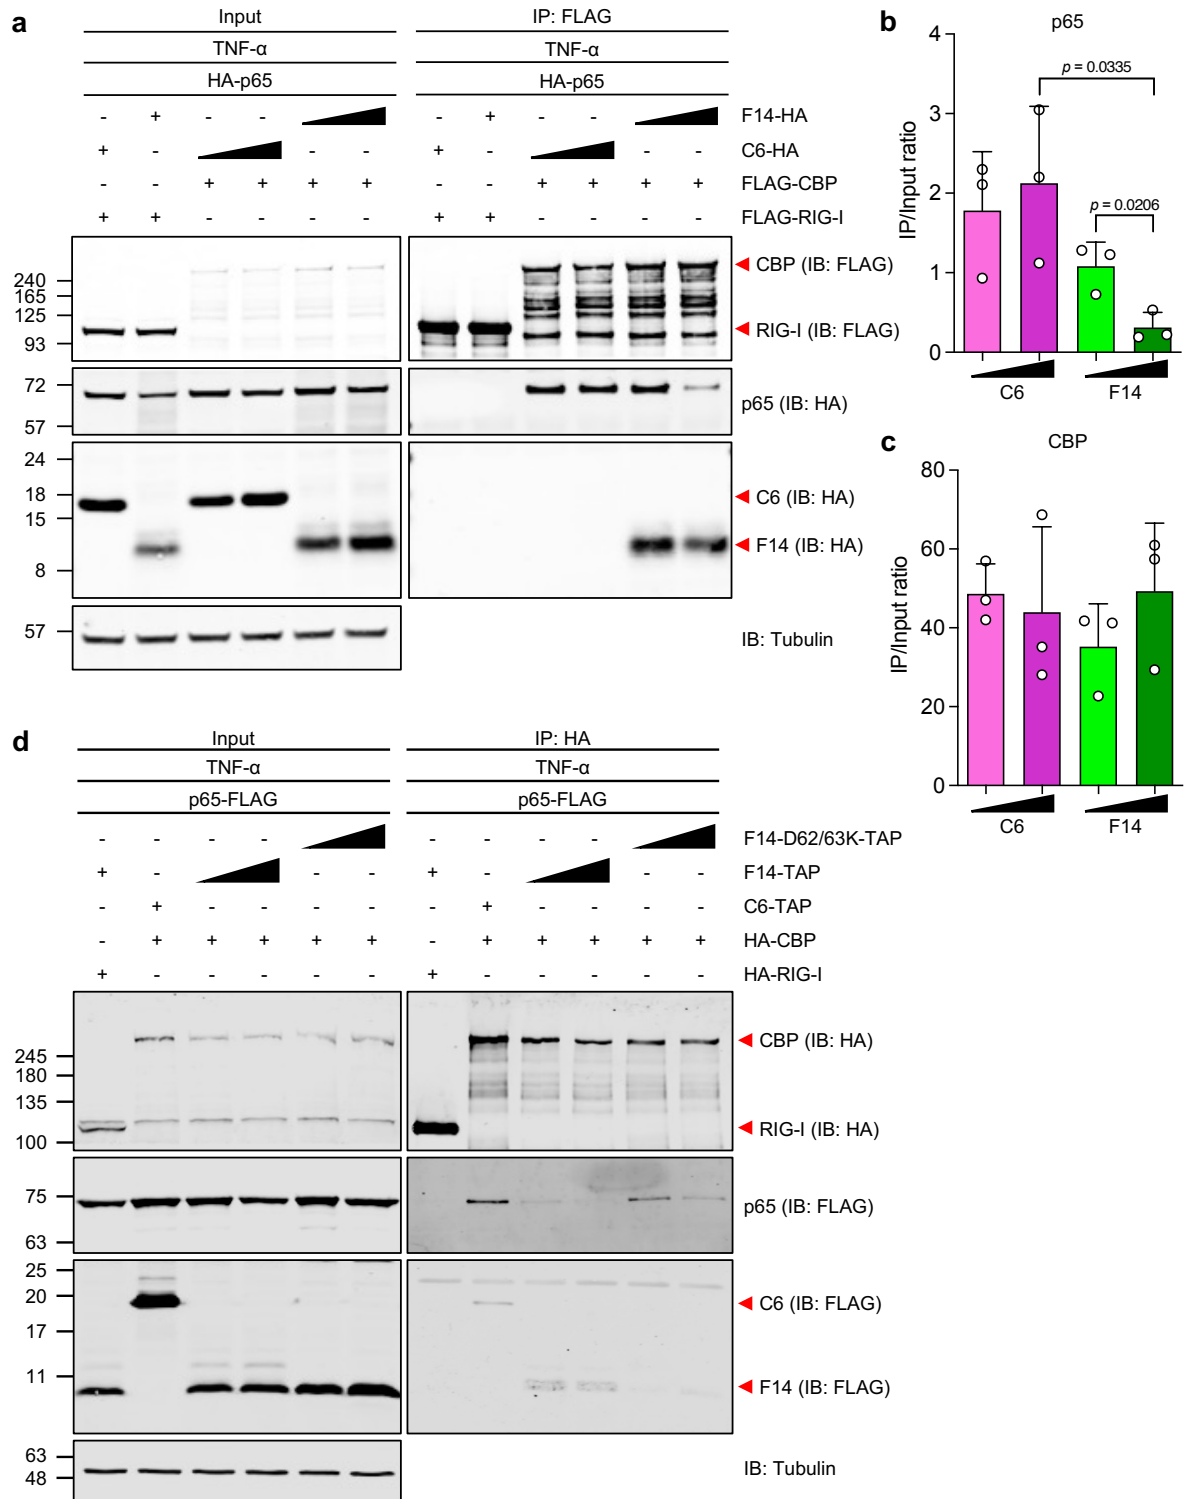 a
Input
IP: FLAG
TNF-α
TNF-α
HA-p65
HA-p65
- + - - - + - - F14-HA
+ - - - + - - - C6-HA
- - + + + + - - + + + + FLAG-CBP
+ + - - - - + + - - - - FLAG-RIG-I
240
165
125
93
CBP (IB: FLAG)
RIG-I (IB: FLAG)
72
57
p65 (IB: HA)
24
18
15
8
C6 (IB: HA)
F14 (IB: HA)
57
IB: Tubulin
b
p65
IP/Input ratio
4
3
2
1
0
p = 0.0335
p = 0.0206
C6
F14
c
CBP
IP/Input ratio
80
60
40
20
0
C6
F14
d
Input
IP: HA
TNF-α
TNF-α
p65-FLAG
p65-FLAG
- - - - - - - - F14-D62/63K-TAP
+ - - - + - - - F14-TAP
- + - - - - - + - - - - C6-TAP
- + + + + + - + + + + + HA-CBP
+ - - - - - + - - - - - HA-RIG-I
245
180
135
100
CBP (IB: HA)
RIG-I (IB: HA)
75
63
p65 (IB: FLAG)
25
20
17
11
C6 (IB: FLAG)
F14 (IB: FLAG)
63
48
IB: Tubulin